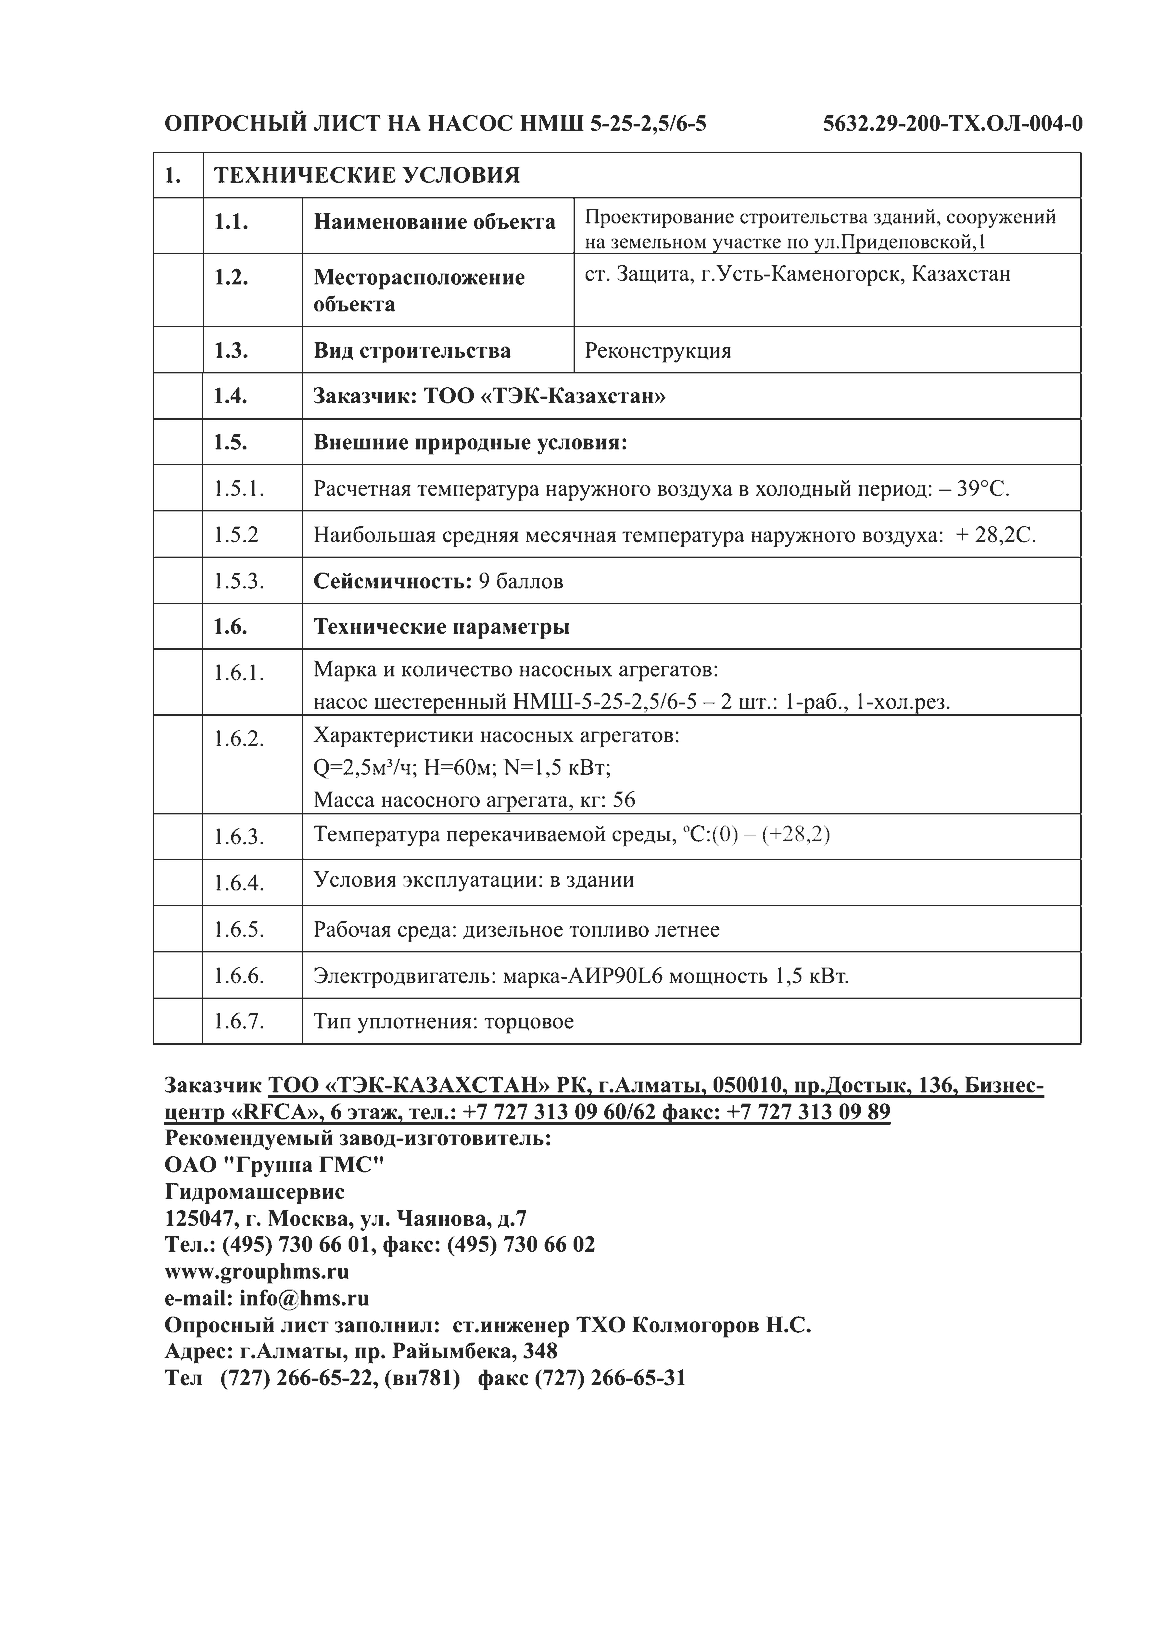 ОПРОСНЫЙ ЛИСТ НА НАСОС НМШ 5-25-2,5/6-5 5632.29-200-ТХ.ОЛ-004-0
1. ТЕХНИЧЕСКИЕ УСЛОВИЯ
1.1. Наименование объекта Проектирование строительства зданий, сооружений
на земельном участке по ул.Приденовской,1
1.2. Месторасположение ст. Защита, г.Усть-Каменогорск, Казахстан
объекта
1.3. Вид строительства Реконструкция
1.4. Заказчик: ТОО «ТЭК-Казахстан»
1.5. Внешние природные условия:
1.5.1. Расчетная температура наружного воздуха в холодный период: – 39°С.
1.5.2 Наибольшая средняя месячная температура наружного воздуха: + 28,2С.
1.5.3. Сейсмичность: 9 баллов
1.6. Технические параметры
1.6.1. Марка и количество насосных агрегатов:
насос шестеренный НМШ-5-25-2,5/6-5 – 2 шт.: 1-раб., 1-хол.рез.
1.6.2. Характеристики насосных агрегатов:
Q=2,5м³/ч; H=60м; N=1,5 кВт;
Масса насосного агрегата, кг: 56
1.6.3. Температура перекачиваемой среды, ºС:(0) – (+28,2)
1.6.4. Условия эксплуатации: в здании
1.6.5. Рабочая среда: дизельное топливо летнее
1.6.6. Электродвигатель: марка-АИР90L6 мощность 1,5 кВт.
1.6.7. Тип уплотнения: торцовое
Заказчик ТОО «ТЭК-КАЗАХСТАН» РК, г.Алматы, 050010, пр.Достык, 136, Бизнес-
центр «RFCA», 6 этаж, тел.: +7 727 313 09 60/62 факс: +7 727 313 09 89
Рекомендуемый завод-изготовитель:
ОАО "Группа ГМС"
Гидромашсервис
125047, г. Москва, ул. Чаянова, д.7
Тел.: (495) 730 66 01, факс: (495) 730 66 02
www.grouphms.ru
e-mail: info@hms.ru
Опросный лист заполнил: ст.инженер ТХО Колмогоров Н.С.
Адрес: г.Алматы, пр. Райымбека, 348
Тел (727) 266-65-22, (вн781) факс (727) 266-65-31